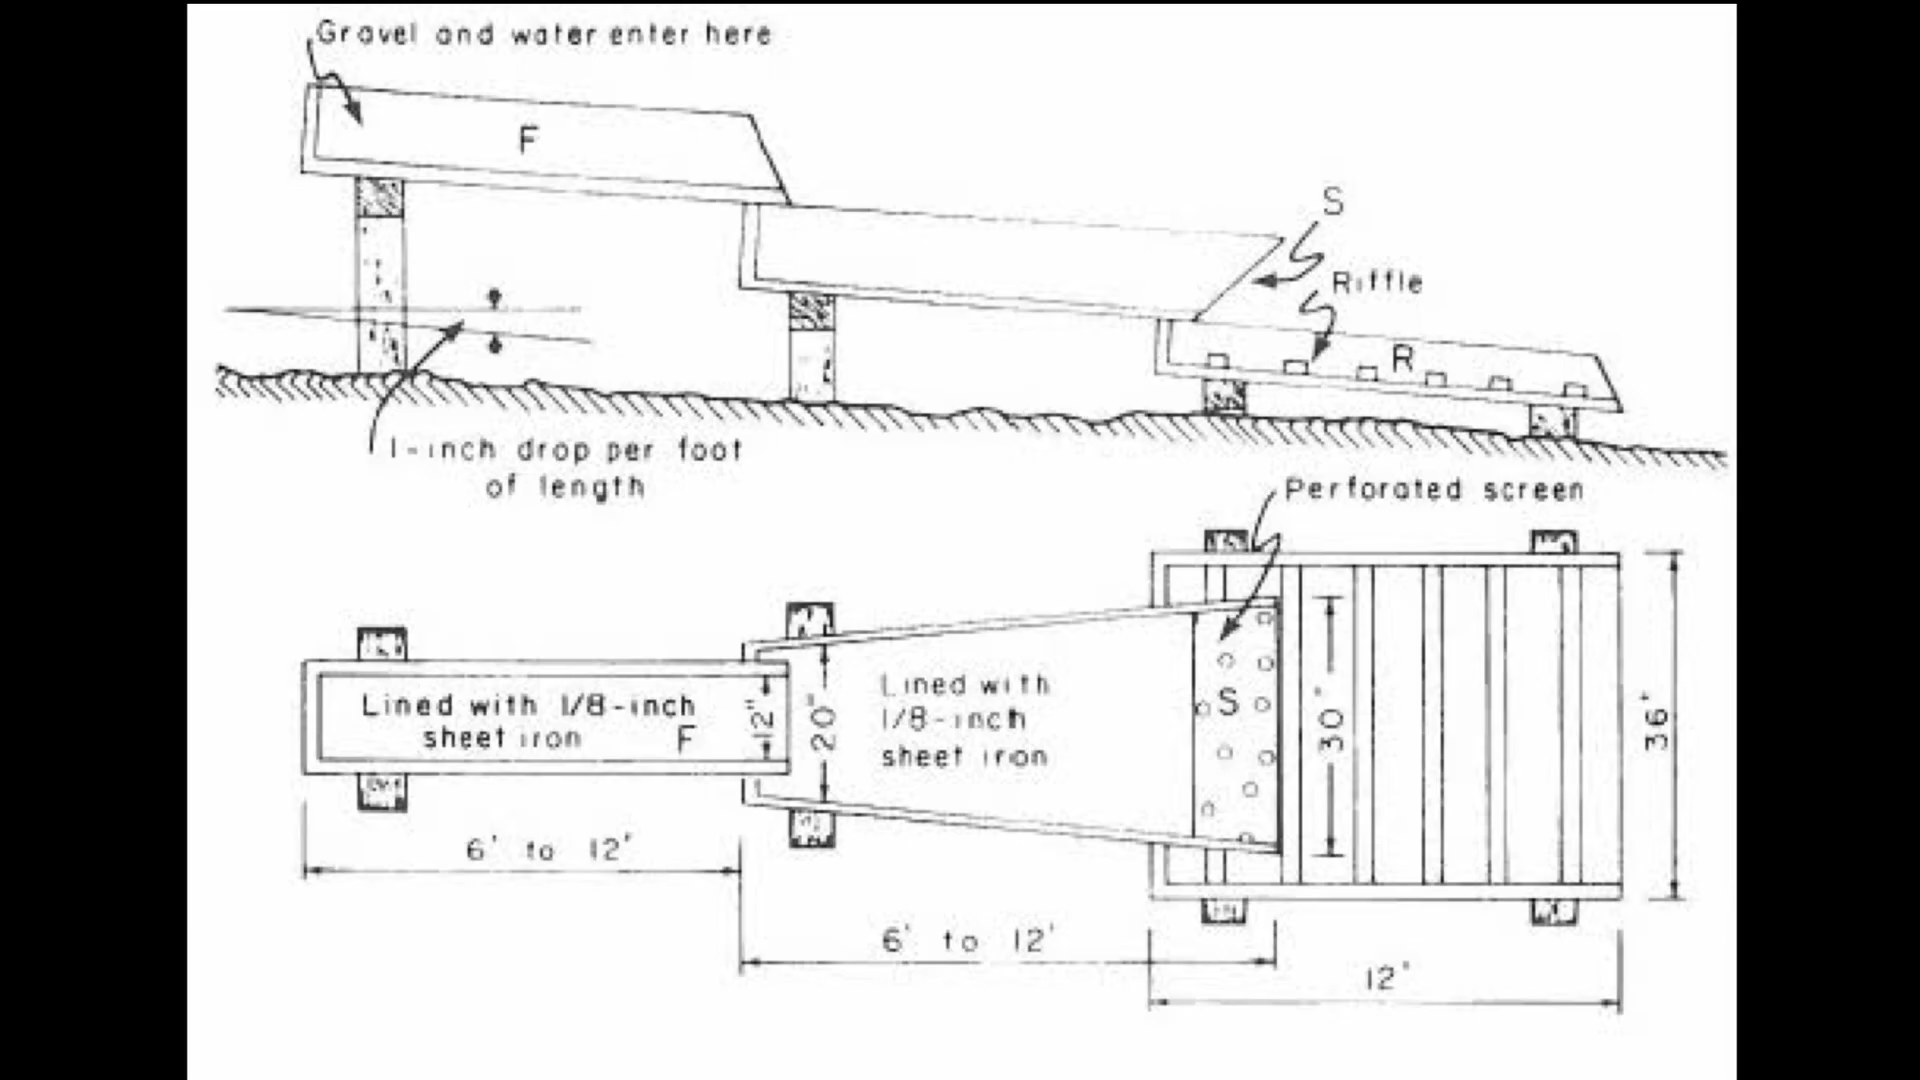 Gravel and water enter here
F
S
Riffle
R
1-inch drop per foot
of length
Perforated screen
Lined with 1/8-inch
sheet iron
F
12"
20"
Lined with
1/8-inch
sheet iron
S
30"
36"
6' to 12'
6' to 12'
12'